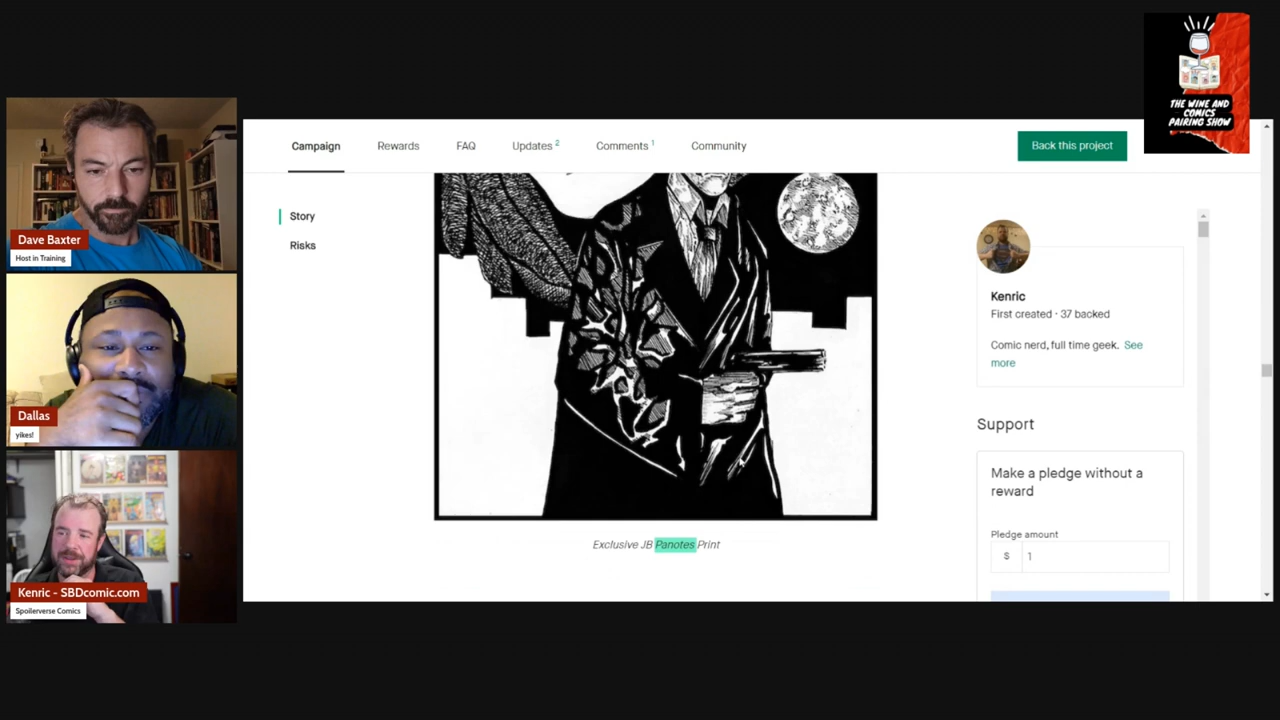 THE WINE AND
COMICS
PAIRING SHOW
Campaign
Rewards
FAQ
Updates 2
Comments 1
Community
Back this project
Story
Risks
Dave Baxter
Host in Training
Dallas
yikes!
Kenric - SBDcomic.com
Spoilerverse Comics
Exclusive JB Panotes Print
Kenric
First created · 37 backed
Comic nerd, full time geek. See
more
Support
Make a pledge without a
reward
Pledge amount
$ 1